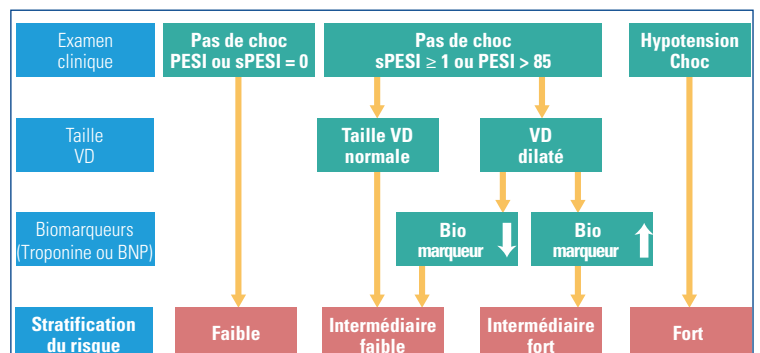 Examen
clinique
Pas de choc
PESI ou sPESI = 0
Pas de choc
sPESI ≥ 1 ou PESI > 85
Hypotension
Choc
Taille
VD
Taille VD
normale
VD
dilaté
Biomarqueurs
(Troponine ou BNP)
Bio
marqueur
Bio
marqueur
Stratification
du risque
Faible
Intermédiaire
faible
Intermédiaire
fort
Fort